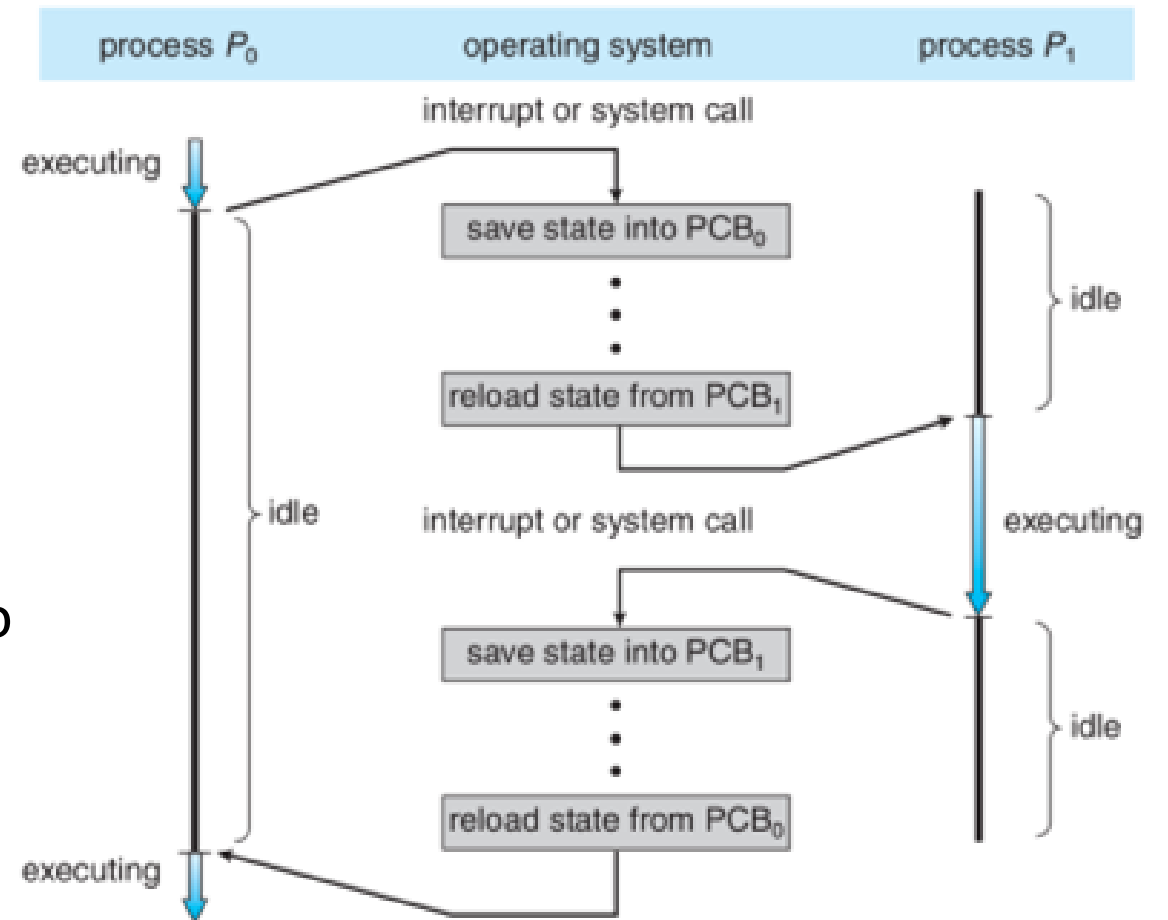 process P₀ operating system process P₁
interrupt or system call
executing
save state into PCB₀
idle
reload state from PCB₁
idle
interrupt or system call
executing
o
save state into PCB₁
idle
reload state from PCB₀
executing